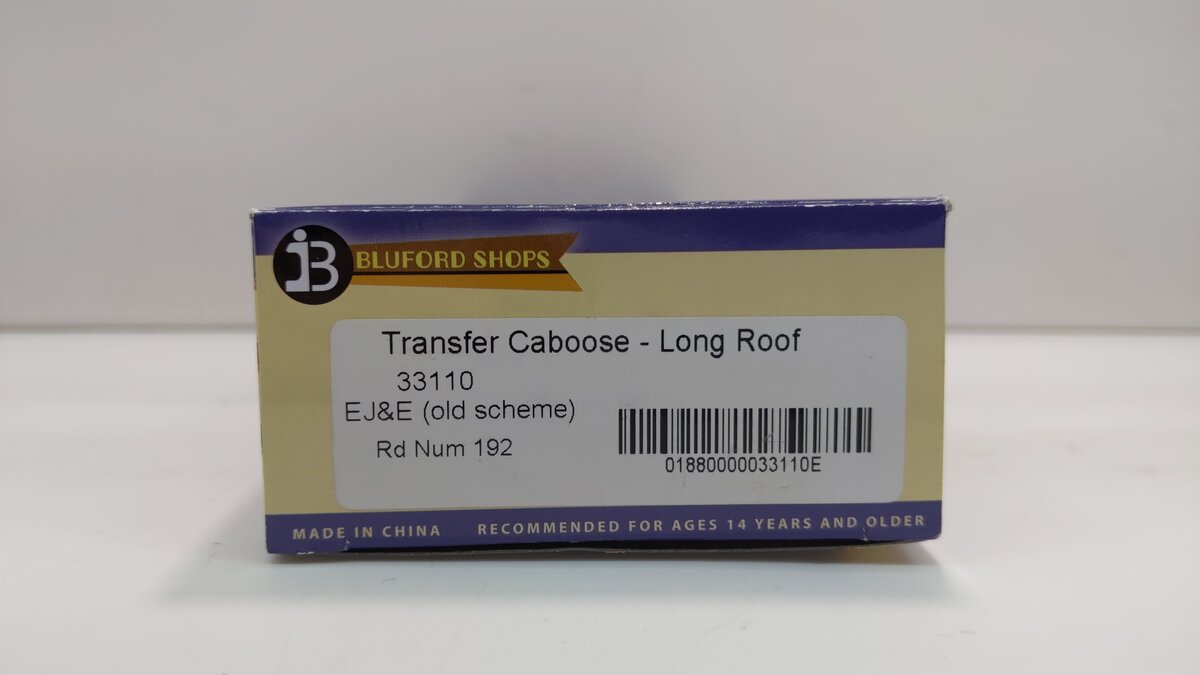 B
BLUFORD SHOPS
Transfer Caboose - Long Roof
33110
EJ&E (old scheme)
Rd Num 192
01880000033110E
MADE IN CHINA RECOMMENDED FOR AGES 14 YEARS AND OLDER